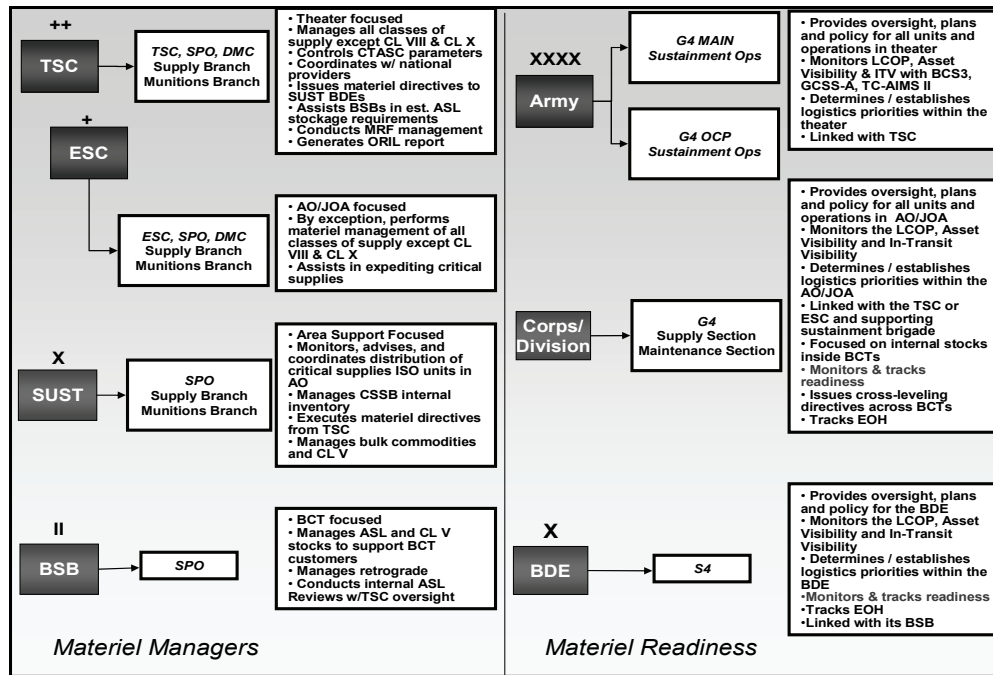 ++
TSC
TSC, SPO, DMC
Supply Branch
Munitions Branch
• Theater focused
• Manages all classes of
supply except CL VIII & CL X
• Controls CTASC parameters
• Coordinates w/ national
providers
• Issues materiel directives to
SUST BDEs
• Assists BSBs in est. ASL
stockage requirements
• Conducts MRF management
• Generates ORIL report
+
ESC
ESC, SPO, DMC
Supply Branch
Munitions Branch
• AO/JOA focused
• By exception, performs
materiel management of all
classes of supply except CL
VIII & CL X
• Assists in expediting critical
supplies
X
SUST
SPO
Supply Branch
Munitions Branch
• Area Support Focused
• Monitors, advises, and
coordinates distribution of
critical supplies ISO units in
AO
• Manages CSSB internal
inventory
• Executes materiel directives
from TSC
• Manages bulk commodities
and CL V
II
BSB
SPO
• BCT focused
• Manages ASL and CL V
stocks to support BCT
customers
• Manages retrograde
• Conducts internal ASL
Reviews w/TSC oversight
Materiel Managers
XXXX
Army
G4 MAIN
Sustainment Ops
G4 OCP
Sustainment Ops
• Provides oversight, plans
and policy for all units and
operations in theater
• Monitors LCOP, Asset
Visibility & ITV with BCS3,
GCSS-A, TC-AIMS II
• Determines / establishes
logistics priorities within the
theater
• Linked with TSC
Corps/
Division
G4
Supply Section
Maintenance Section
• Provides oversight, plans
and policy for all units and
operations in AO/JOA
• Monitors the LCOP, Asset
Visibility and In-Transit
Visibility
• Determines / establishes
logistics priorities within the
AO/JOA
• Linked with the TSC or
ESC and supporting
sustainment brigade
• Focused on internal stocks
inside BCTs
• Monitors & tracks
readiness
• Issues cross-leveling
directives across BCTs
• Tracks EOH
X
BDE
S4
• Provides oversight, plans
and policy for the BDE
• Monitors the LCOP, Asset
Visibility and In-Transit
Visibility
• Determines / establishes
logistics priorities within the
BDE
•Monitors & tracks readiness
• Tracks EOH
• Linked with its BSB
Materiel Readiness